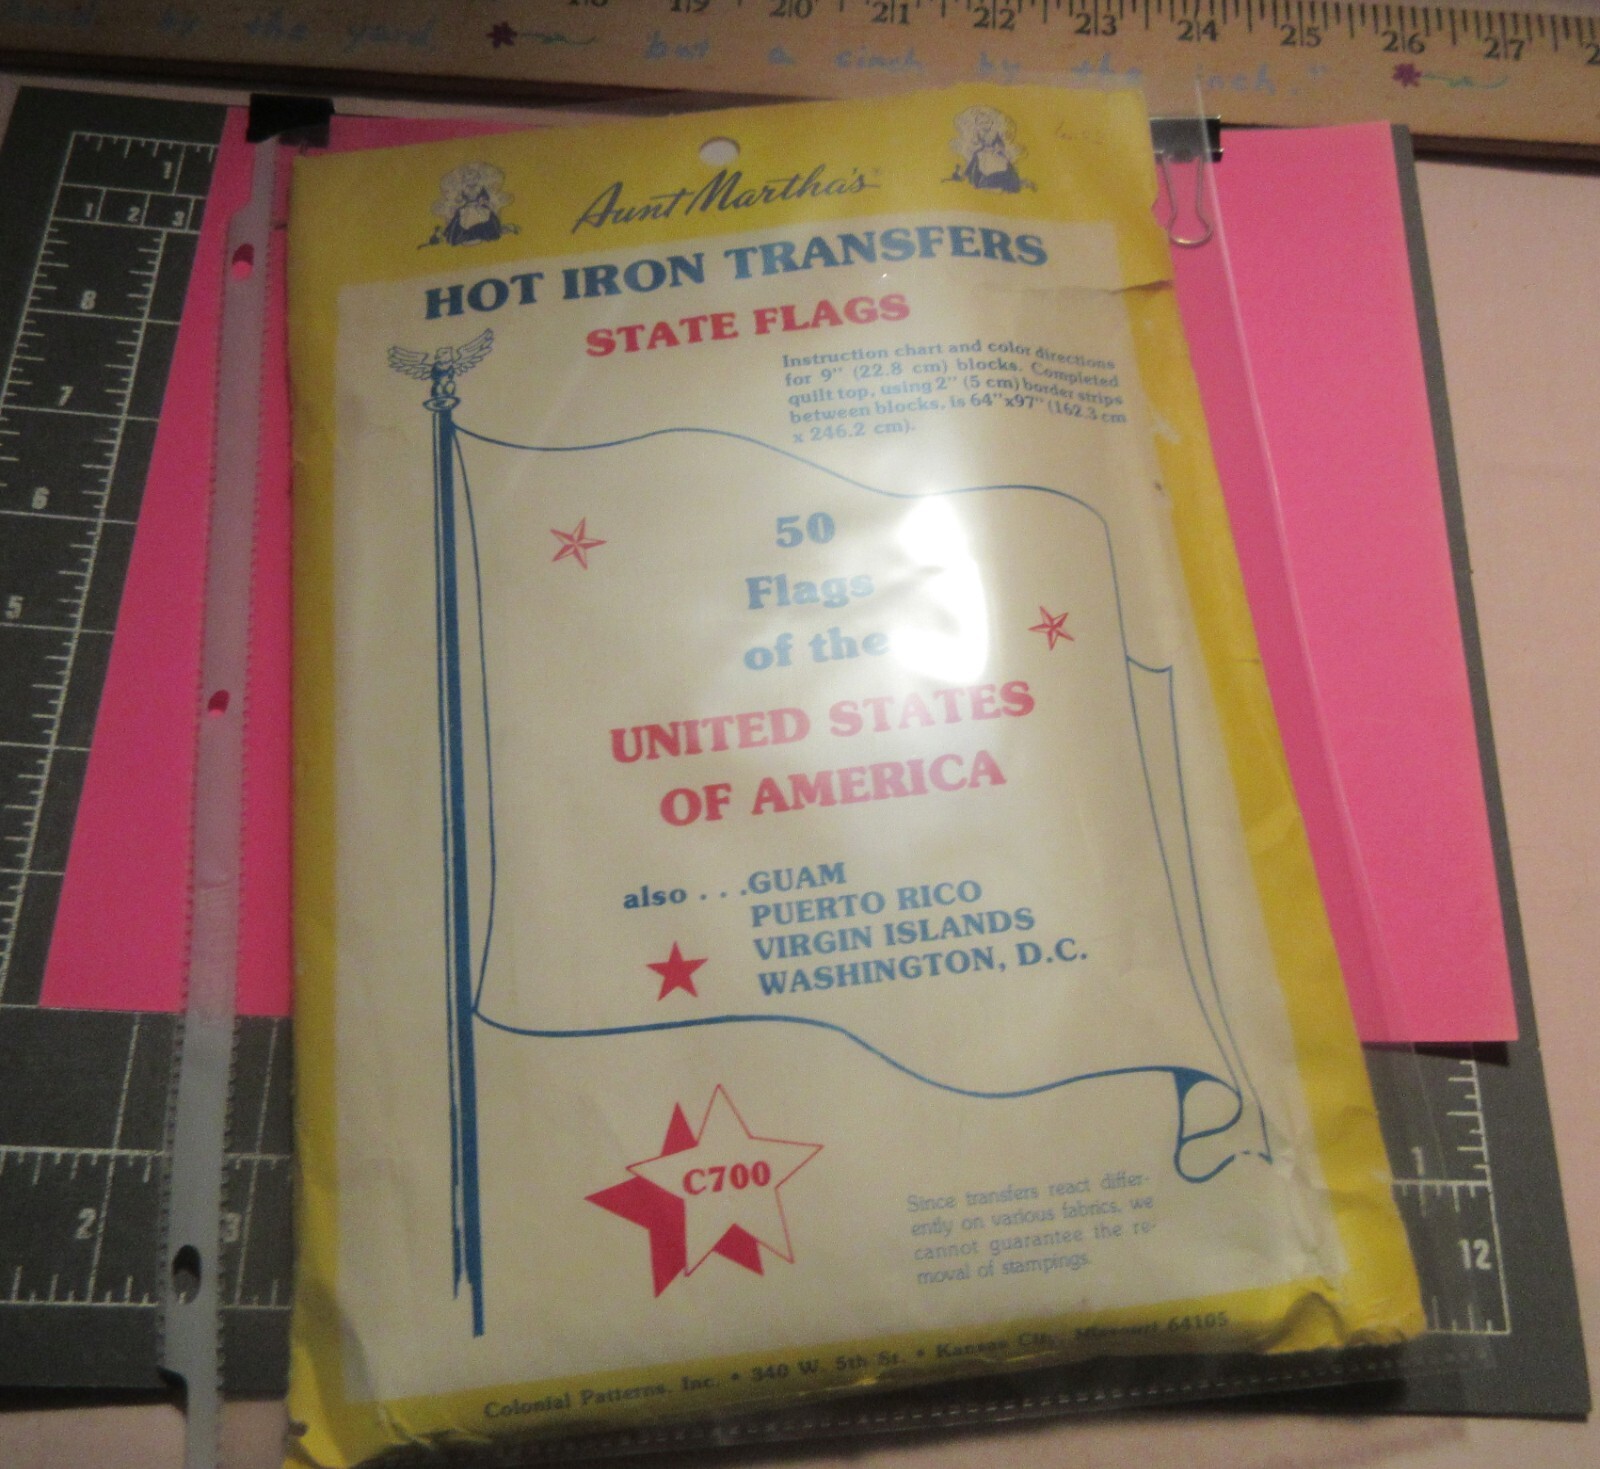 18 19 20 21 22 23 24 25 26 27 2
by the yard but a cinch by the inch."
Aunt Martha's
HOT IRON TRANSFERS
STATE FLAGS
Instruction chart and color directions
for 9" (22.8 cm) blocks. Completed
quilt top, using 2" (5 cm) border strips
between blocks, is 64"x97" (162.3 cm
x 246.2 cm).
50
Flags
of the
UNITED STATES
OF AMERICA
also . . .GUAM
PUERTO RICO
VIRGIN ISLANDS
WASHINGTON, D.C.
C700
Since transfers react differ-
ently on various fabrics, we
cannot guarantee the re-
moval of stampings.
Colonial Patterns, Inc. • 340 W. 5th St. • Kansas City, Missouri 64105
1
1 2 3
8
7
6
5
2 3
1
12